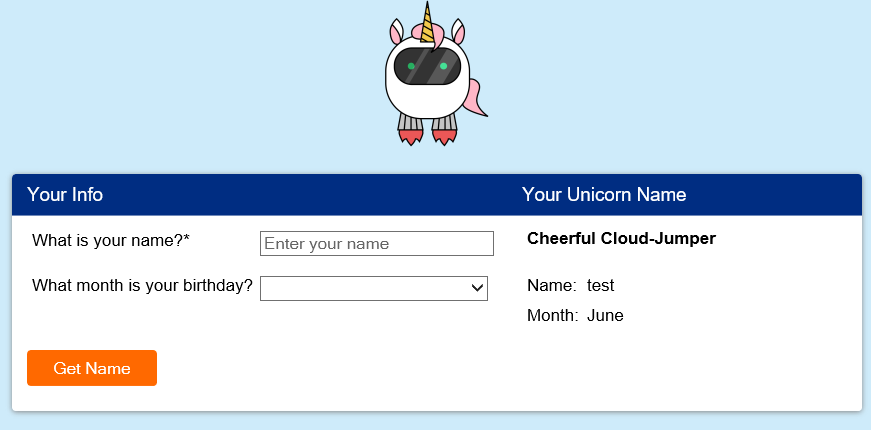 Your Info
Your Unicorn Name
What is your name?*
Enter your name
Cheerful Cloud-Jumper
What month is your birthday?
Name: test
Month: June
Get Name